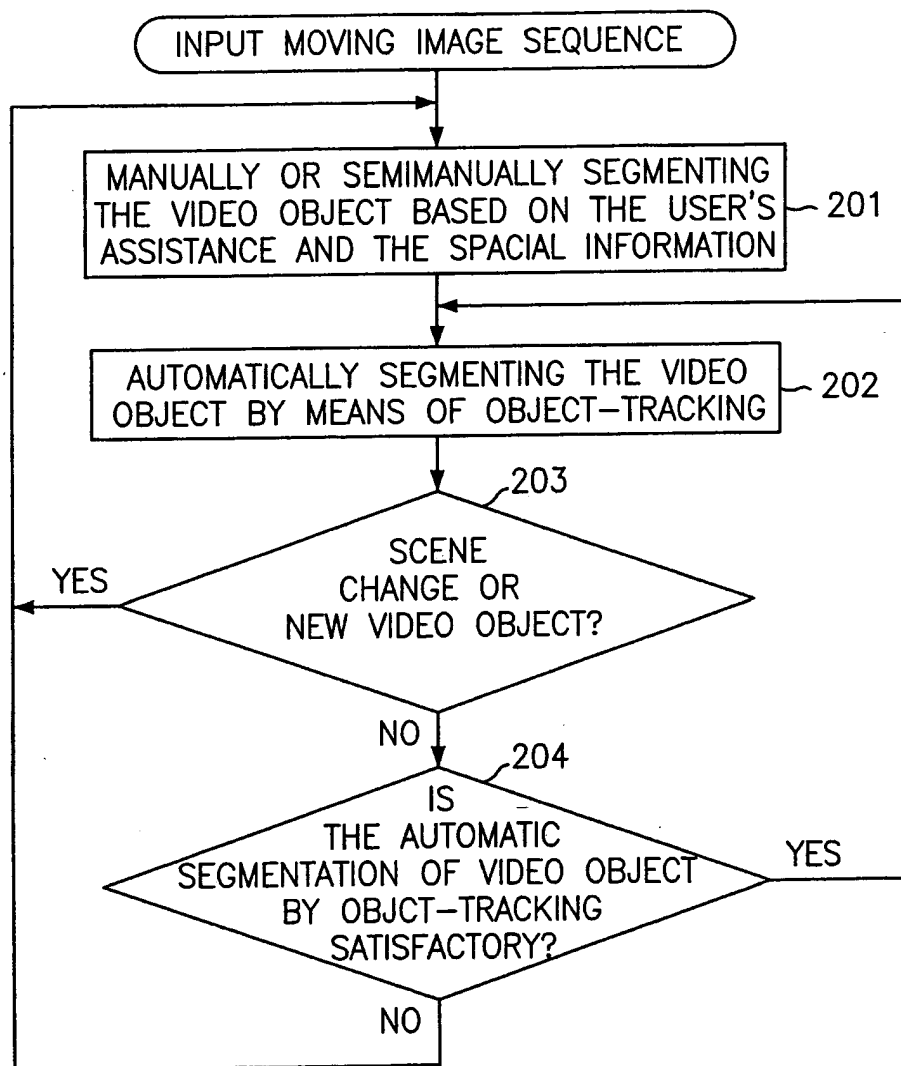 INPUT MOVING IMAGE SEQUENCE
MANUALLY OR SEMIMANUALLY SEGMENTING
THE VIDEO OBJECT BASED ON THE USER'S
ASSISTANCE AND THE SPACIAL INFORMATION
201
AUTOMATICALLY SEGMENTING THE VIDEO
OBJECT BY MEANS OF OBJECT-TRACKING
202
203
SCENE
CHANGE OR
NEW VIDEO OBJECT?
YES
NO
204
IS
THE AUTOMATIC
SEGMENTATION OF VIDEO OBJECT
BY OBJCT-TRACKING
SATISFACTORY?
YES
NO